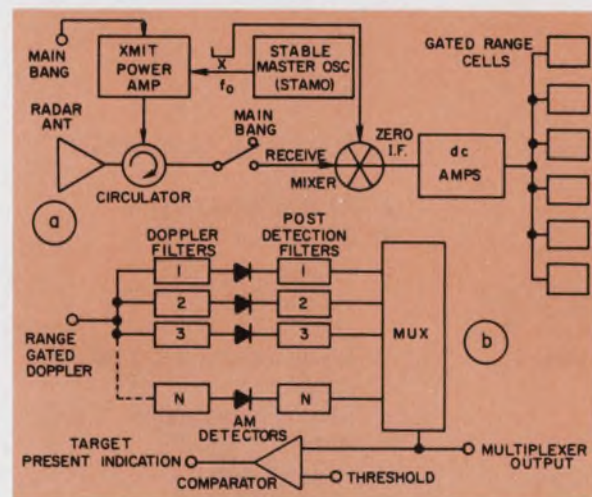 MAIN
BANG
XMIT
POWER
AMP
X
f₀
STABLE
MASTER OSC
(STAMO)
GATED RANGE
CELLS
RADAR
ANT
CIRCULATOR
MAIN
BANG
RECEIVE
MIXER
ZERO
I.F.
dc
AMPS
a
DOPPLER
FILTERS
POST
DETECTION
FILTERS
1
1
2
2
3
3
N
N
RANGE
GATED
DOPPLER
AM
DETECTORS
MUX
b
TARGET
PRESENT INDICATION
COMPARATOR
THRESHOLD
MULTIPLEXER
OUTPUT